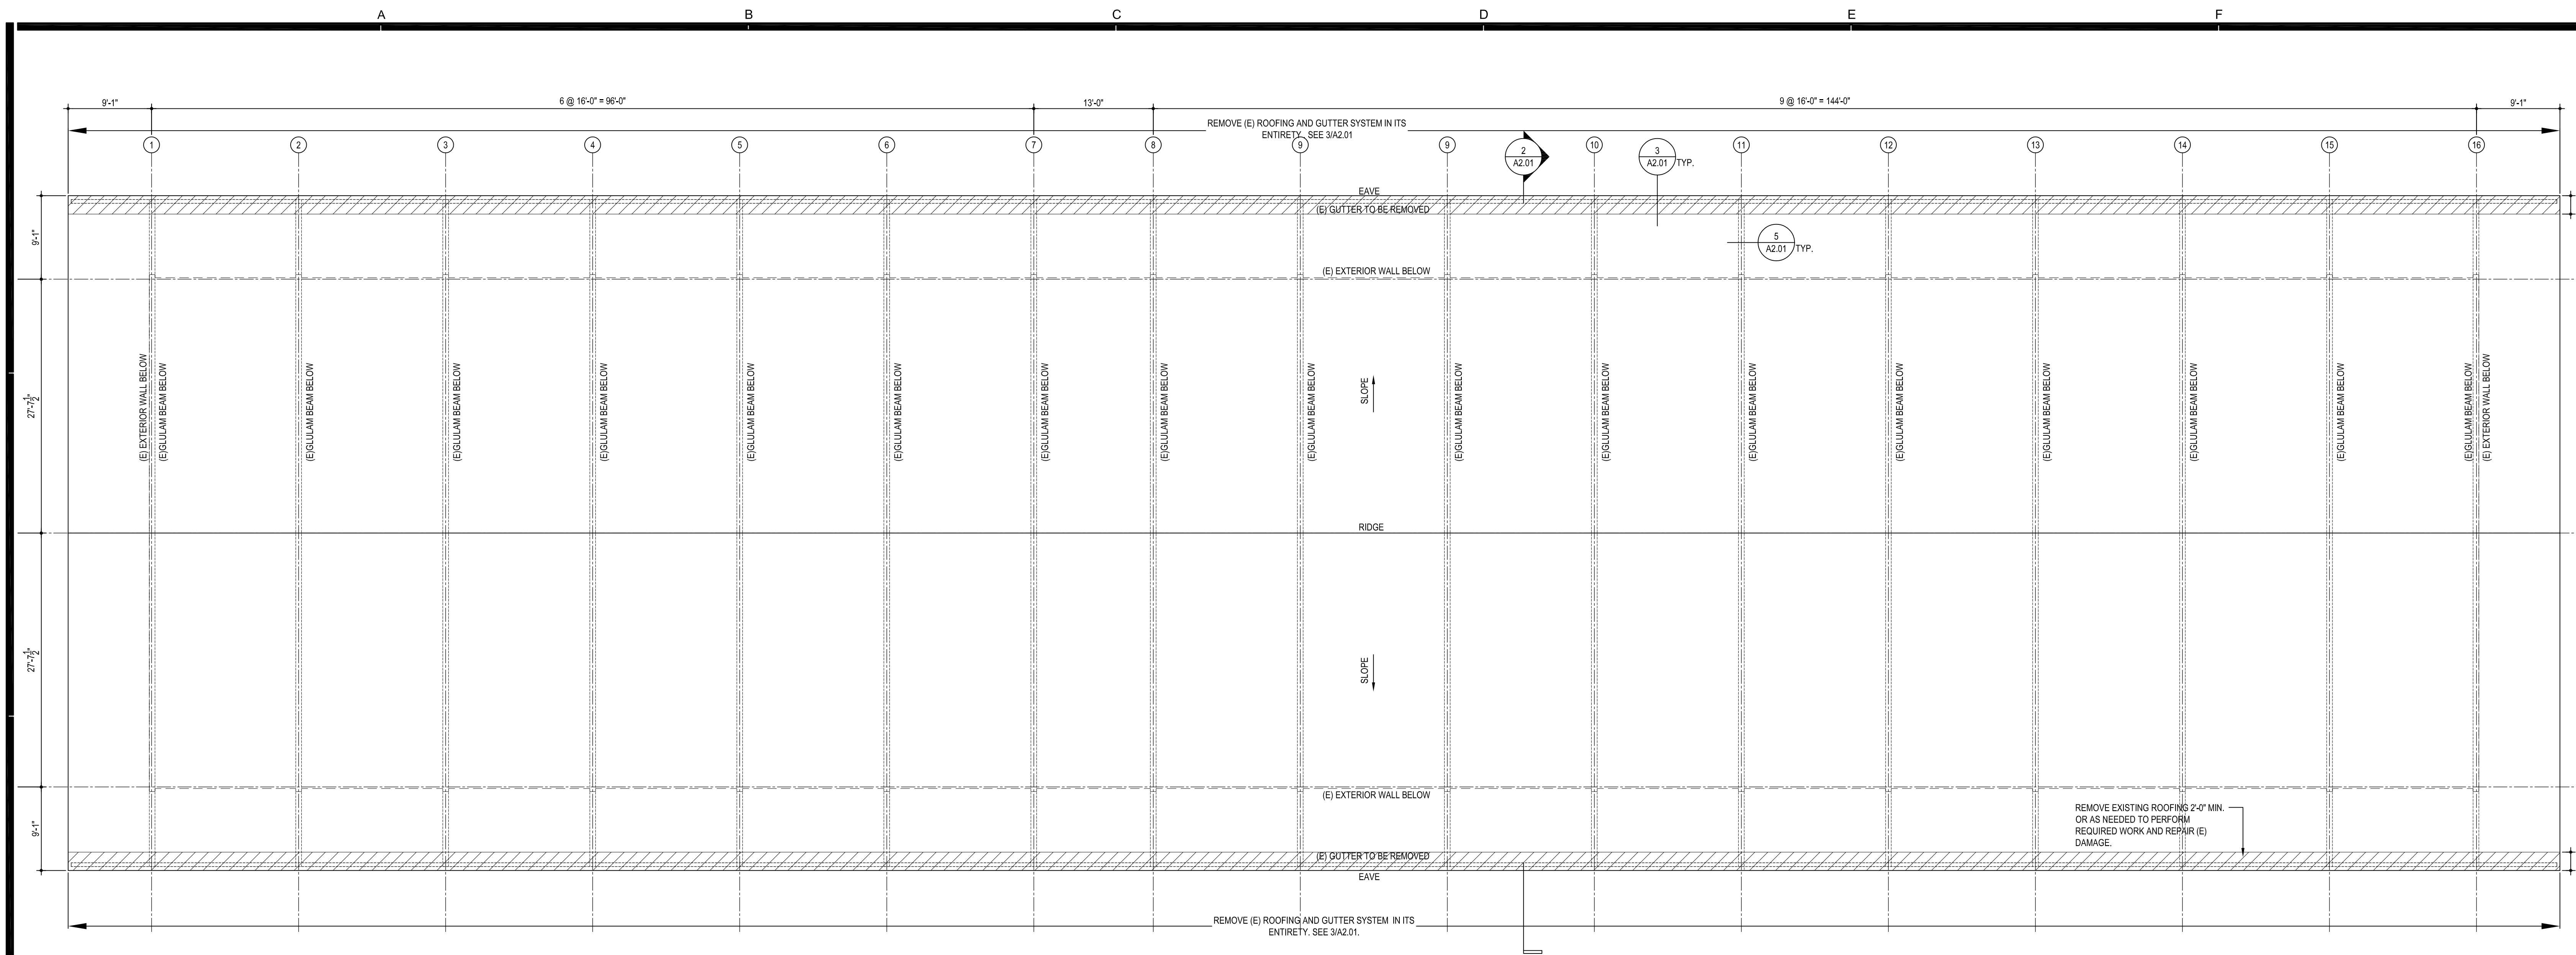 A B C D E F
9'-1" 6 @ 16'-0" = 96'-0" 13'-0" 9 @ 16'-0" = 144'-0" 9'-1"
REMOVE (E) ROOFING AND GUTTER SYSTEM IN ITS
ENTIRETY. SEE 3/A2.01
1 2 3 4 5 6 7 8 9 9 10 11 12 13 14 15 16
2
A2.01
3
A2.01 TYP.
EAVE
(E) GUTTER TO BE REMOVED
9'-1"
5
A2.01 TYP.
(E) EXTERIOR WALL BELOW
27'-7 1/2"
(E) EXTERIOR WALL BELOW
(E)GLULAM BEAM BELOW
(E)GLULAM BEAM BELOW
(E)GLULAM BEAM BELOW
(E)GLULAM BEAM BELOW
(E)GLULAM BEAM BELOW
(E)GLULAM BEAM BELOW
(E)GLULAM BEAM BELOW
(E)GLULAM BEAM BELOW
(E)GLULAM BEAM BELOW
SLOPE
(E)GLULAM BEAM BELOW
(E)GLULAM BEAM BELOW
(E)GLULAM BEAM BELOW
(E)GLULAM BEAM BELOW
(E)GLULAM BEAM BELOW
(E)GLULAM BEAM BELOW
(E)GLULAM BEAM BELOW
(E)GLULAM BEAM BELOW
(E) EXTERIOR WALL BELOW
RIDGE
27'-7 1/2"
SLOPE
(E) EXTERIOR WALL BELOW
REMOVE EXISTING ROOFING 2'-0" MIN.
OR AS NEEDED TO PERFORM
REQUIRED WORK AND REPAIR (E)
DAMAGE.
9'-1"
(E) GUTTER TO BE REMOVED
EAVE
REMOVE (E) ROOFING AND GUTTER SYSTEM IN ITS
ENTIRETY. SEE 3/A2.01.